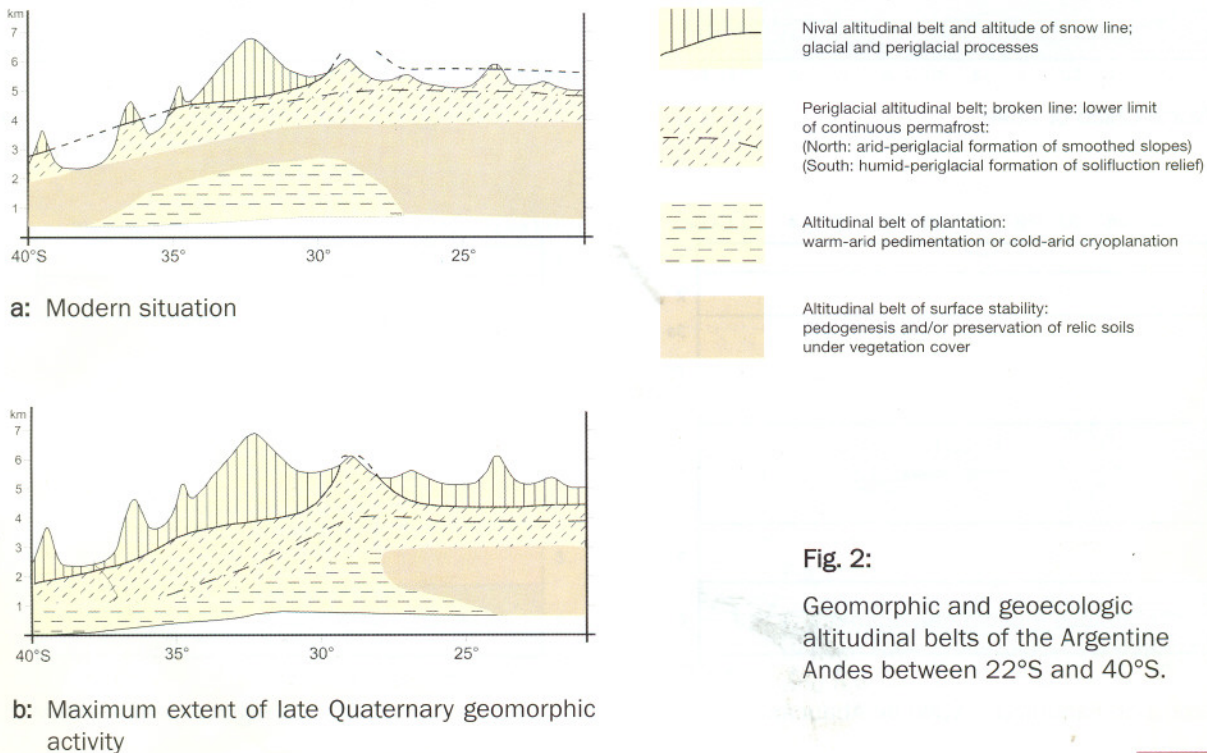 km
7
6
5
4
3
2
1
40°S 35° 30° 25°
a: Modern situation
km
7
6
5
4
3
2
1
40°S 35° 30° 25°
b: Maximum extent of late Quaternary geomorphic
activity
Nival altitudinal belt and altitude of snow line;
glacial and periglacial processes
Periglacial altitudinal belt; broken line: lower limit
of continuous permafrost:
(North: arid-periglacial formation of smoothed slopes)
(South: humid-periglacial formation of solifluction relief)
Altitudinal belt of plantation:
warm-arid pedimentation or cold-arid cryoplanation
Altitudinal belt of surface stability:
pedogenesis and/or preservation of relic soils
under vegetation cover
Fig. 2:
Geomorphic and geoecologic
altitudinal belts of the Argentine
Andes between 22°S and 40°S.